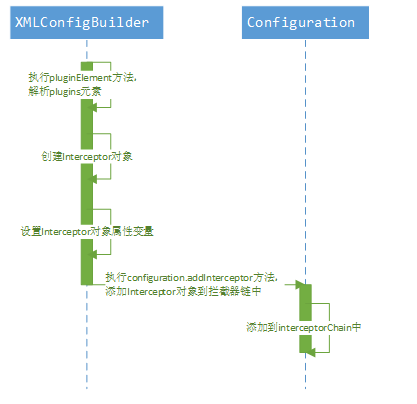 XMLConfigBuilder
Configuration
执行pluginElement方法,
解析plugins元素
创建Interceptor对象
设置Interceptor对象属性变量
执行configuration.addInterceptor方法,
添加Interceptor对象到拦截器链中
添加到interceptorChain中